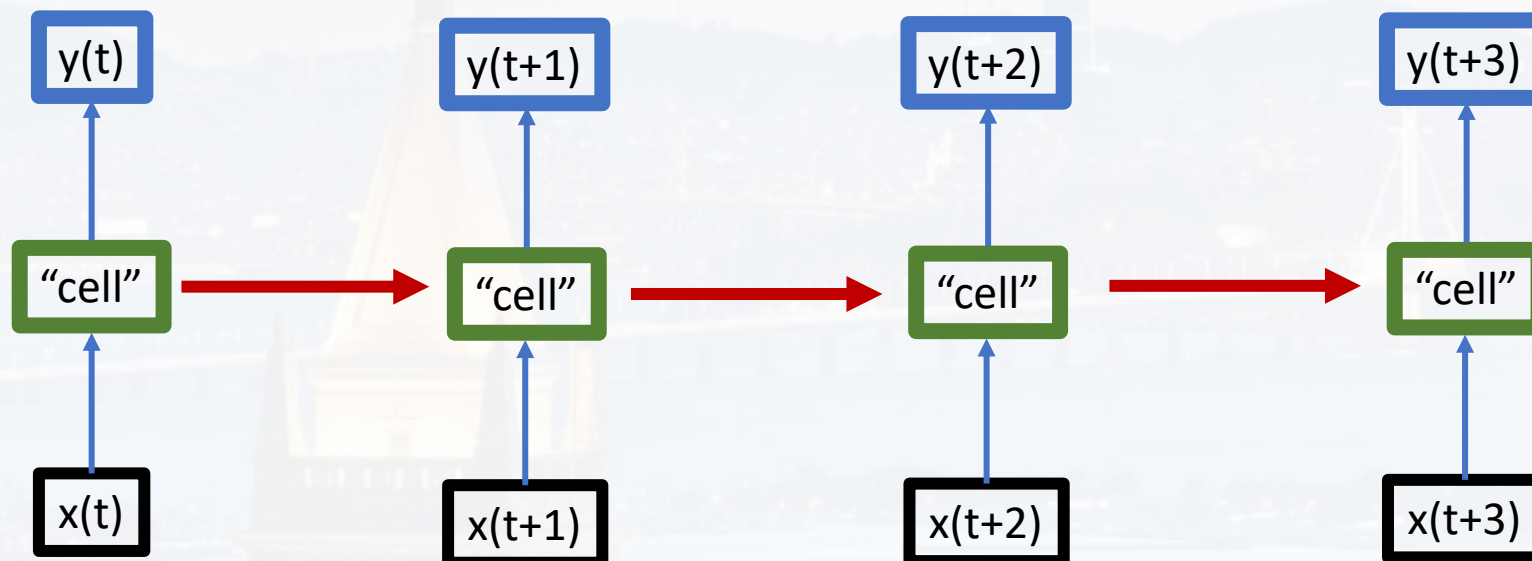 y(t)
y(t+1)
y(t+2)
y(t+3)
“cell”
“cell”
“cell”
“cell”
x(t)
x(t+1)
x(t+2)
x(t+3)